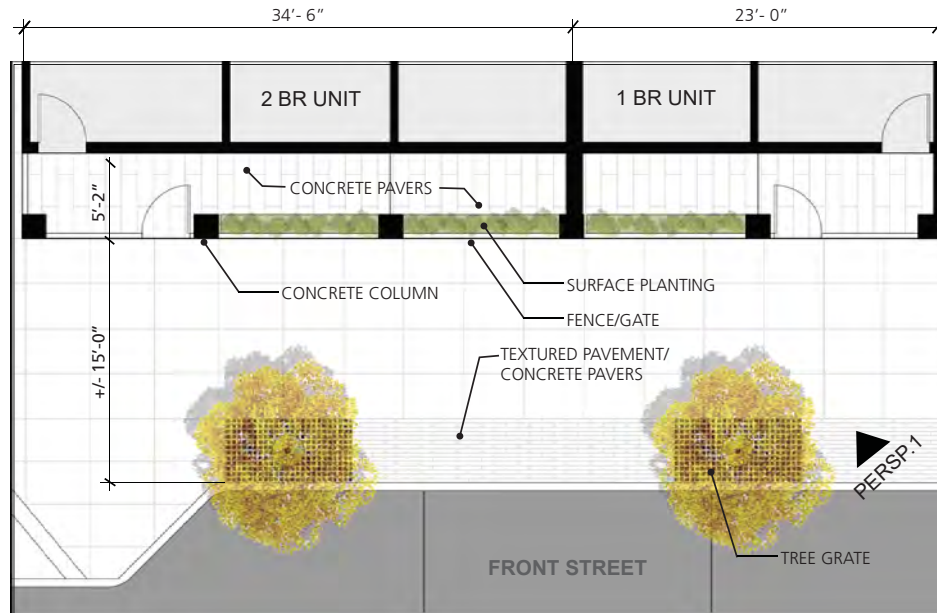 34'- 6"
23'- 0"
2 BR UNIT
1 BR UNIT
CONCRETE PAVERS
5'-2"
CONCRETE COLUMN
SURFACE PLANTING
FENCE/GATE
+/- 15'-0"
TEXTURED PAVEMENT/
CONCRETE PAVERS
PERSP.1
TREE GRATE
FRONT STREET